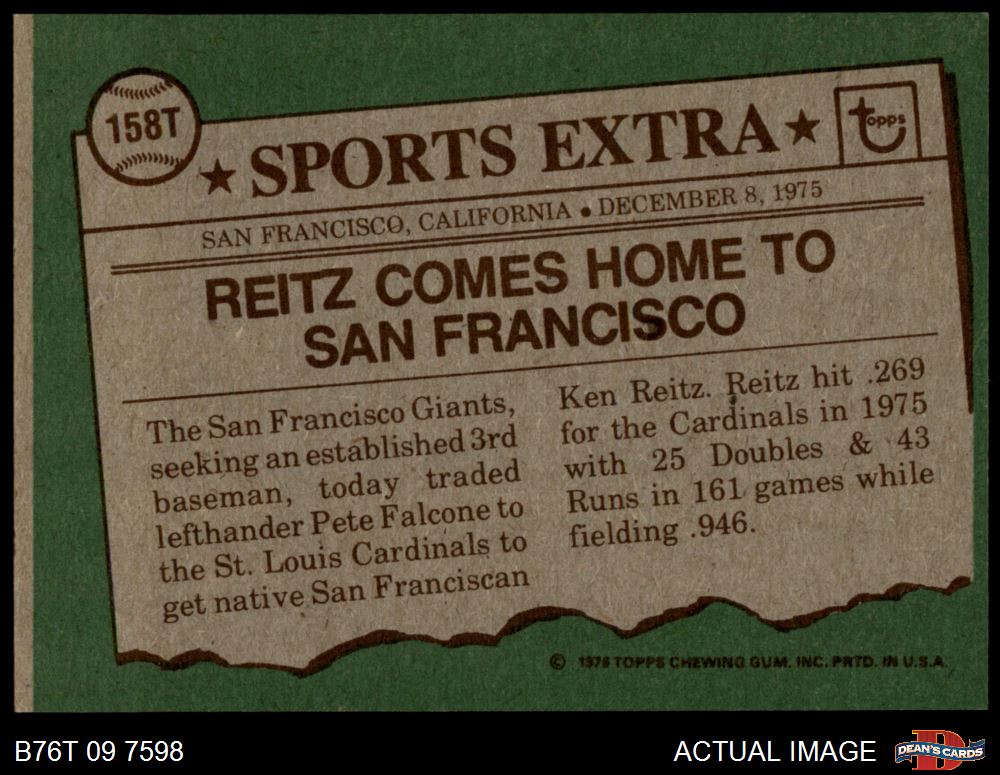 158T
★ SPORTS EXTRA ★
topps
SAN FRANCISCO, CALIFORNIA ● DECEMBER 8, 1975
REITZ COMES HOME TO
SAN FRANCISCO
The San Francisco Giants,
seeking an established 3rd
baseman, today traded
lefthander Pete Falcone to
the St. Louis Cardinals to
get native San Franciscan
Ken Reitz. Reitz hit .269
for the Cardinals in 1975
with 25 Doubles & 43
Runs in 161 games while
fielding .946.
© 1976 TOPPS CHEWING GUM. INC. PRTD. IN U.S.A.
B76T 09 7598
ACTUAL IMAGE
DEAN'S CARDS